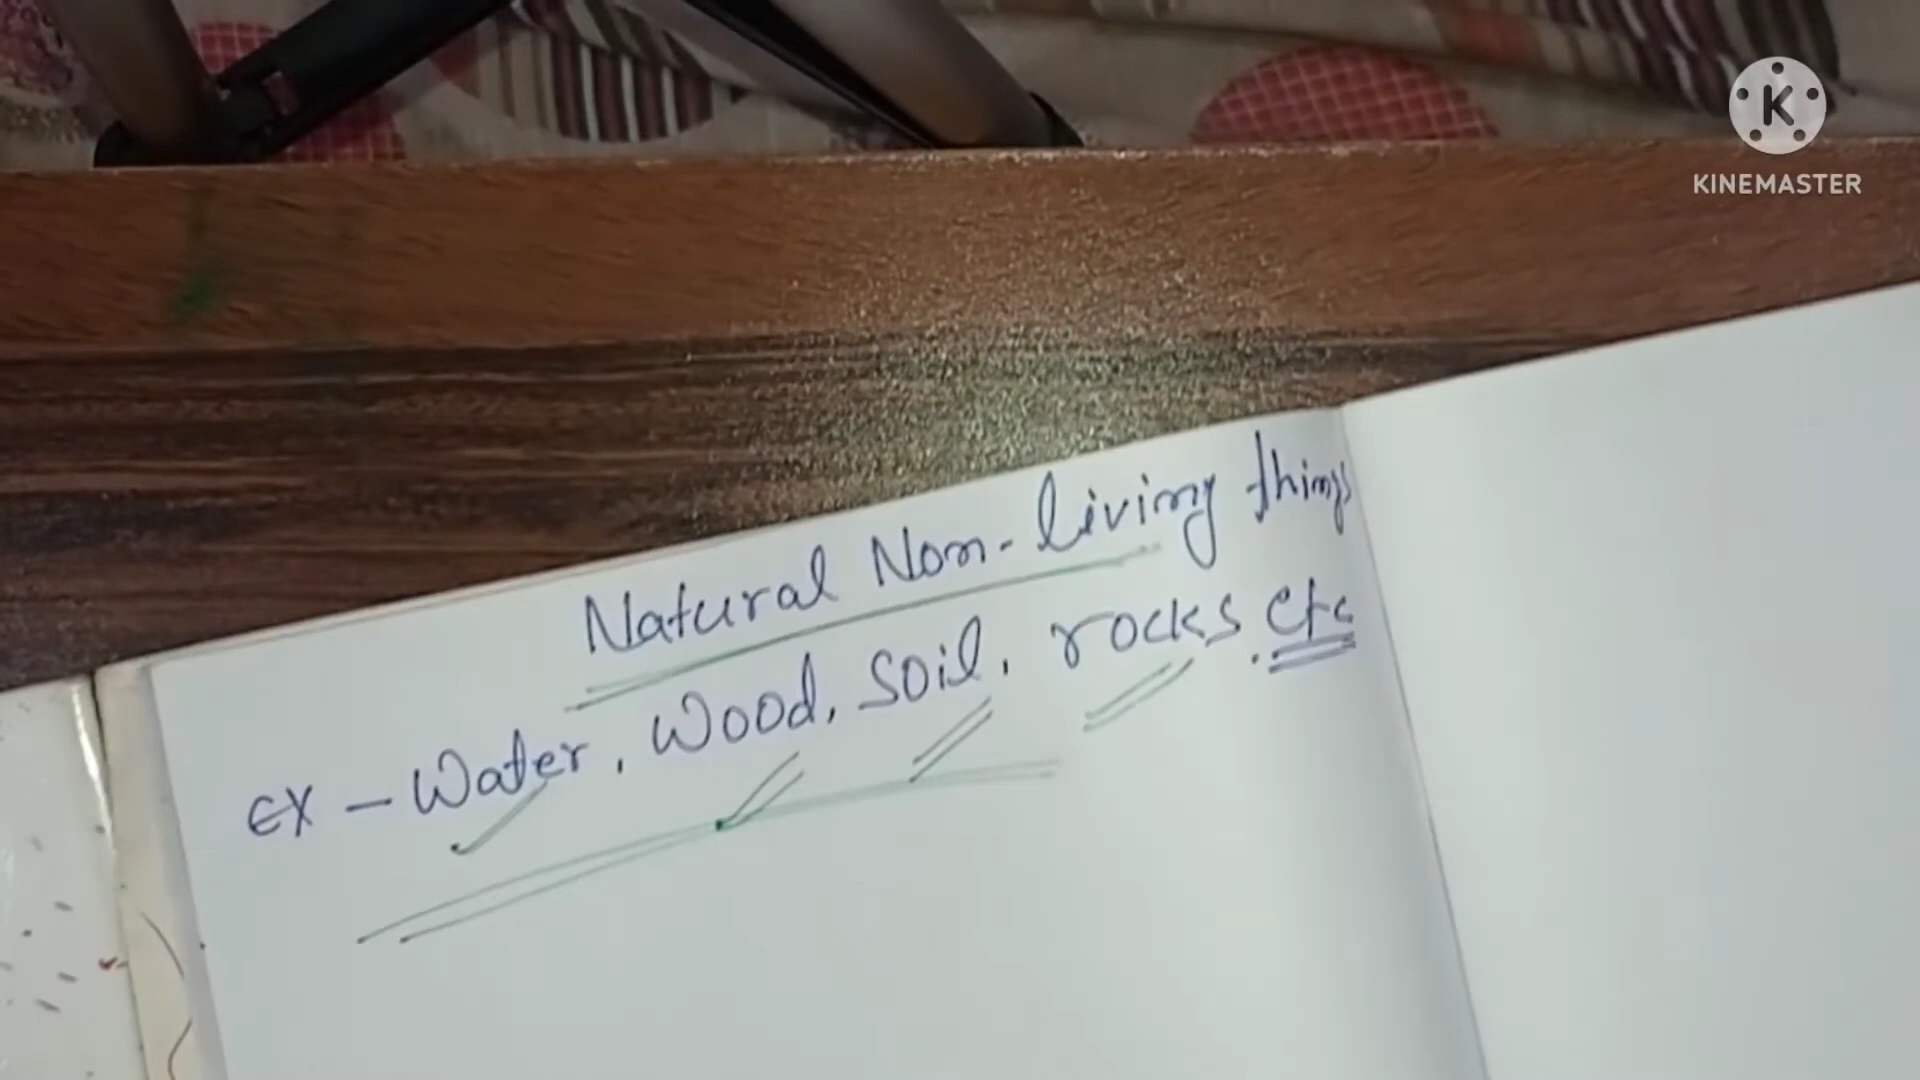 K
KINEMASTER
Natural Non-living things
EX - Water, Wood, Soil, rocks. etc